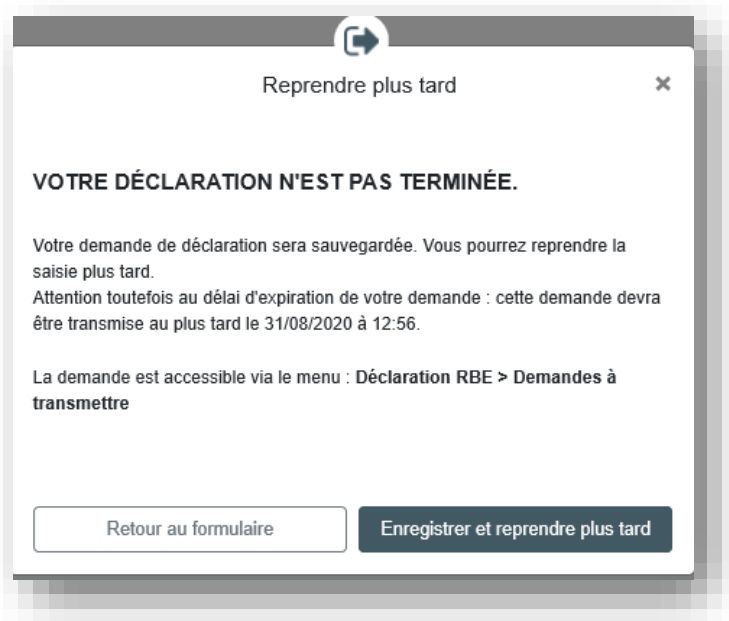 Reprendre plus tard
VOTRE DÉCLARATION N'EST PAS TERMINÉE.
Votre demande de déclaration sera sauvegardée. Vous pourrez reprendre la
saisie plus tard.
Attention toutefois au délai d'expiration de votre demande : cette demande devra
être transmise au plus tard le 31/08/2020 à 12:56.
La demande est accessible via le menu : Déclaration RBE > Demandes à
transmettre
Retour au formulaire
Enregistrer et reprendre plus tard